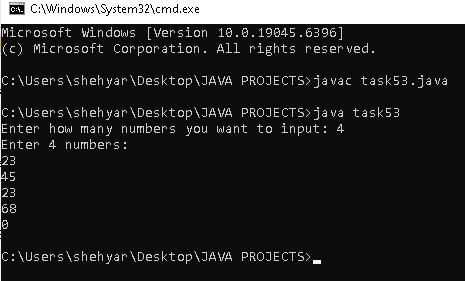 C:\Windows\System32\cmd.exe
Microsoft Windows [Version 10.0.19045.6396]
(c) Microsoft Corporation. All rights reserved.
C:\Users\shehyar\Desktop\JAVA PROJECTS>javac task53.java
C:\Users\shehyar\Desktop\JAVA PROJECTS>java task53
Enter how many numbers you want to input: 4
Enter 4 numbers:
23
45
23
68
0
C:\Users\shehyar\Desktop\JAVA PROJECTS>